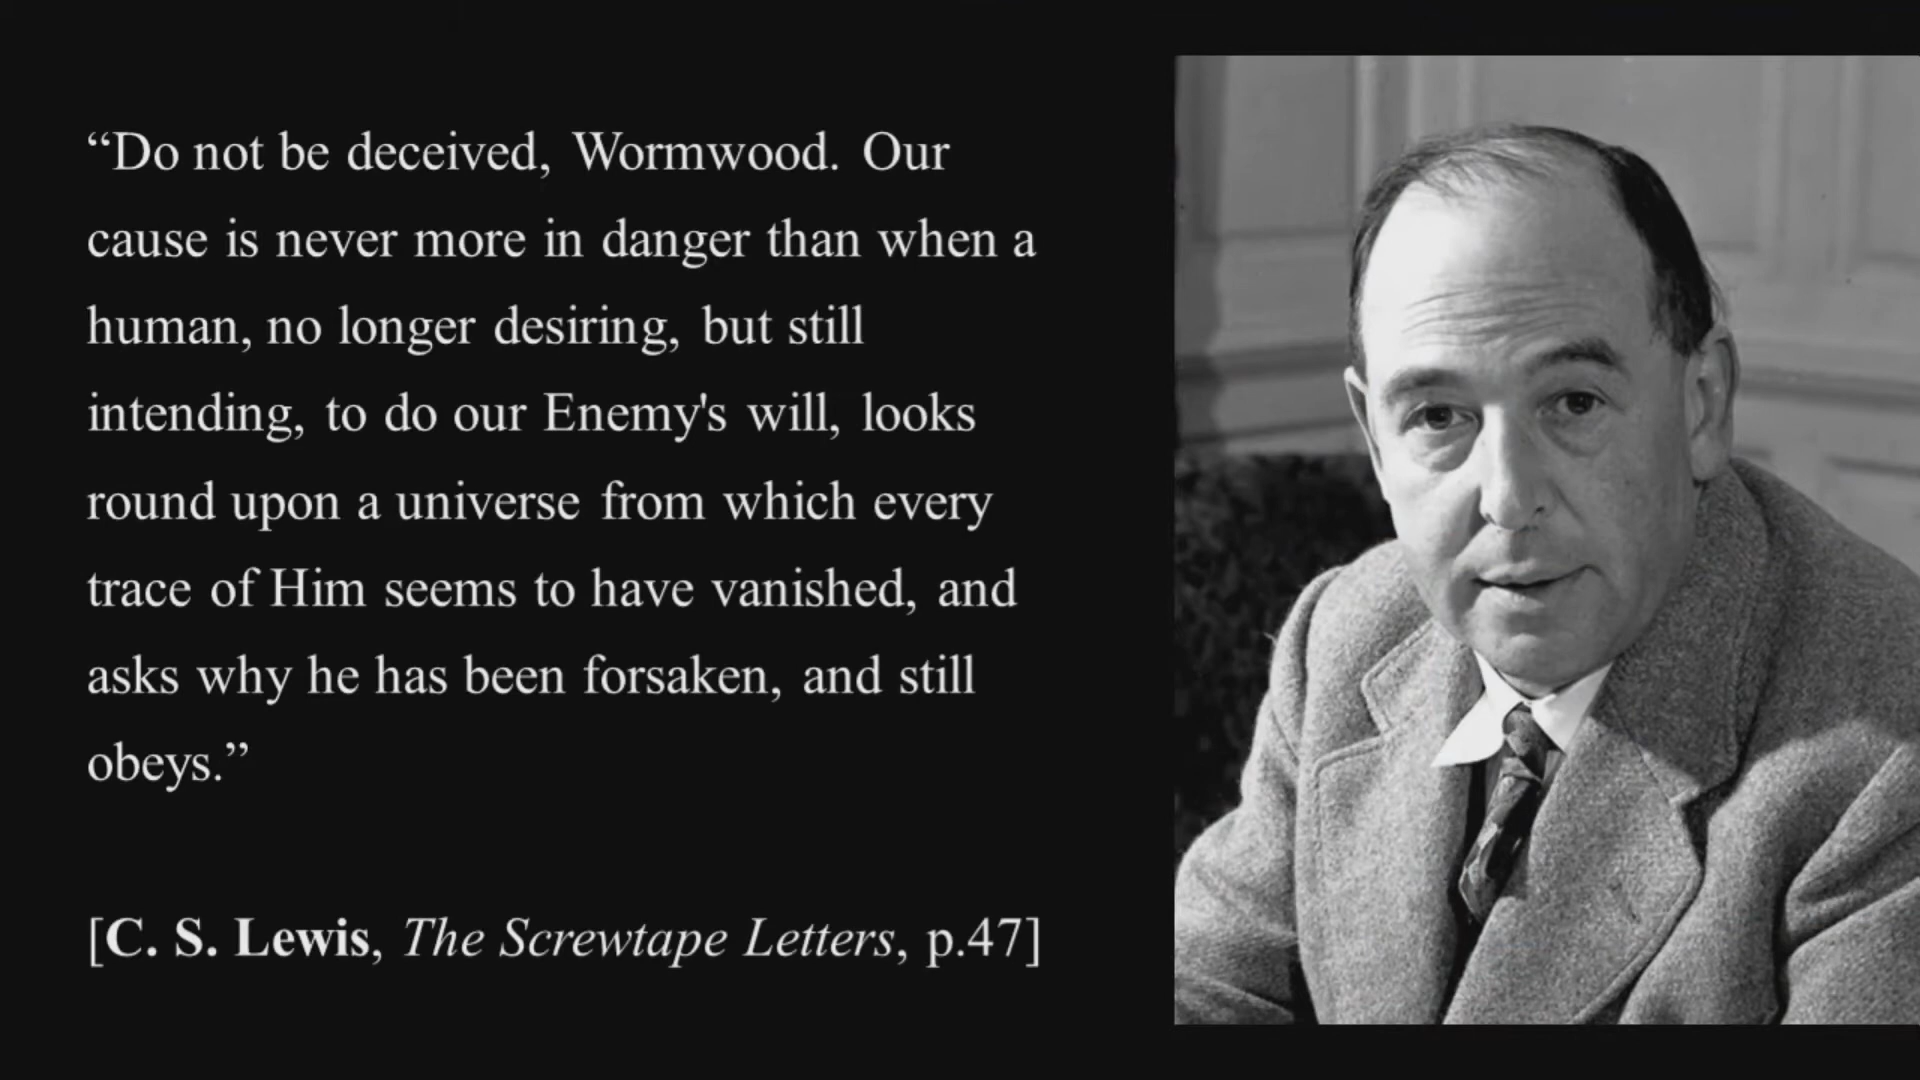 “Do not be deceived, Wormwood. Our
cause is never more in danger than when a
human, no longer desiring, but still
intending, to do our Enemy's will, looks
round upon a universe from which every
trace of Him seems to have vanished, and
asks why he has been forsaken, and still
obeys.”
[C. S. Lewis, The Screwtape Letters, p.47]